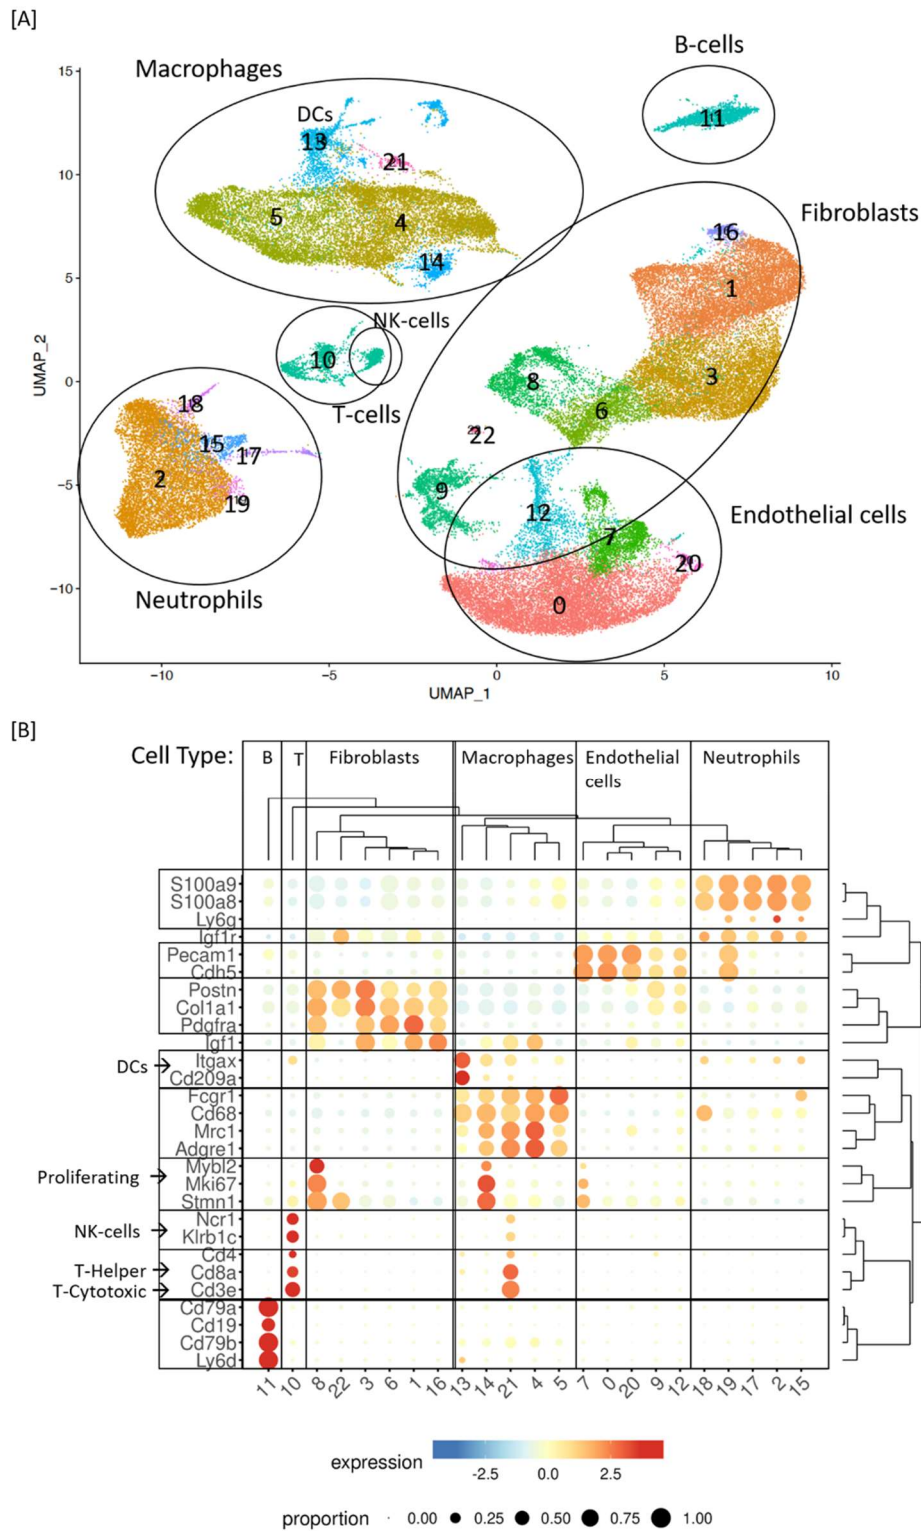 [A]
B-cells
15
Macrophages
DCs
11
13
21
10
Fibroblasts
5
4
16
14
1
5
UMAP_2
NK-cells
10
8
3
0
T-cells
6
18
22
15
17
2
9
-5
19
12
Endothelial cells
7
20
Neutrophils
-10
0
-10
-5
0
5
10
UMAP_1
[B]
Cell Type:
B
T
Fibroblasts
Macrophages
Endothelial
cells
Neutrophils
S100a9
S100a8
Ly6g
Igf1r
Pecam1
Cdh5
Postn
Col1a1
Pdgfra
Igf1
DCs
Itgax
Cd209a
Fcgr1
Cd68
Mrc1
Adgre1
Mybl2
Proliferating
Mki67
Stmn1
Ncr1
NK-cells
Klrb1c
Cd4
T-Helper
Cd8a
T-Cytotoxic
Cd3e
Cd79a
Cd19
Cd79b
Ly6d
11 10 8 22 3 6 1 16 13 14 21 4 5 7 0 20 9 12 18 19 17 2 15
expression
-2.5 0.0 2.5
proportion 0.00 0.25 0.50 0.75 1.00